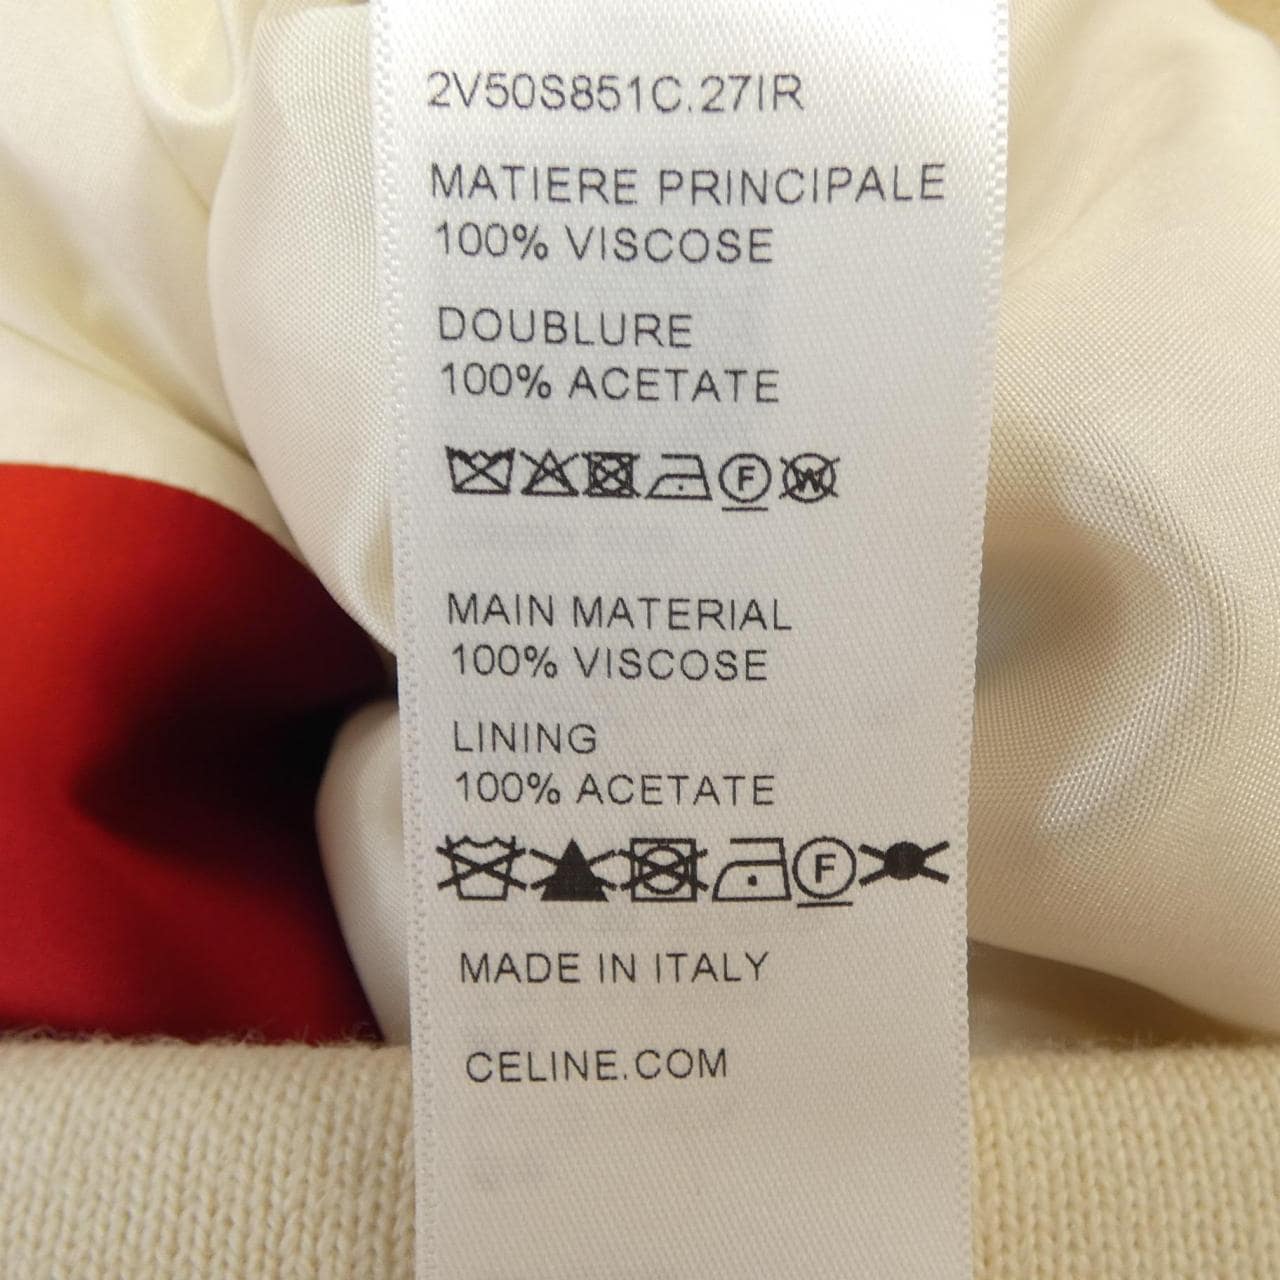 2V50S851C.27IR
MATIERE PRINCIPALE
100% VISCOSE
DOUBLURE
100% ACETATE
F W
MAIN MATERIAL
100% VISCOSE
LINING
100% ACETATE
F
MADE IN ITALY
CELINE.COM